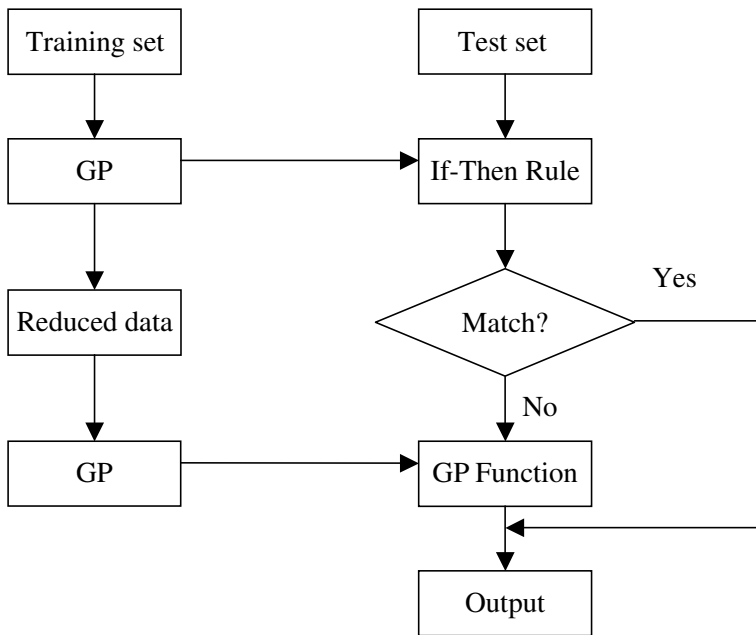 Training set
Test set
GP
If-Then Rule
Yes
Reduced data
Match?
No
GP
GP Function
Output